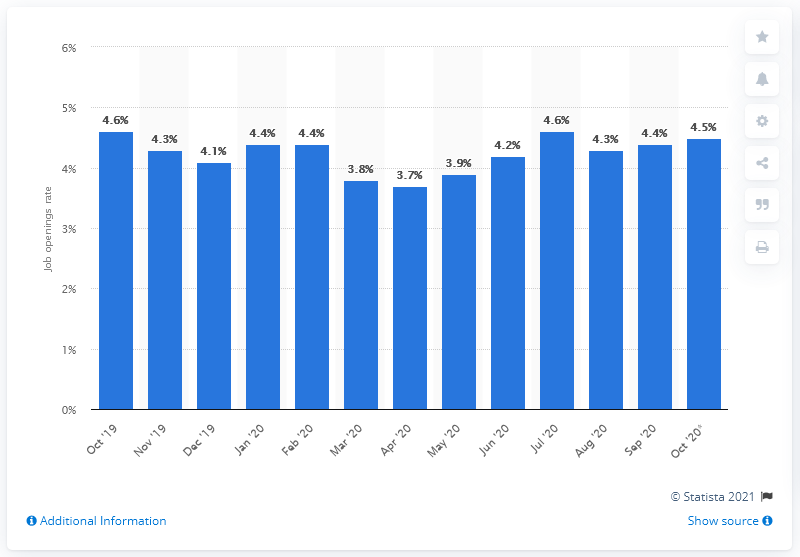 6%
5%
4%
3%
2%
1%
0%
Job openings rate
4.6%
4.3%
4.1%
4.4%
4.4%
3.8%
3.7%
3.9%
4.2%
4.6%
4.3%
4.4%
4.5%
Oct '19
Nov '19
Dec '19
Jan '20
Feb '20
Mar '20
Apr '20
May '20
Jun '20
Jul '20
Aug '20
Sep '20
Oct '20*
© Statista 2021
Additional Information
Show source